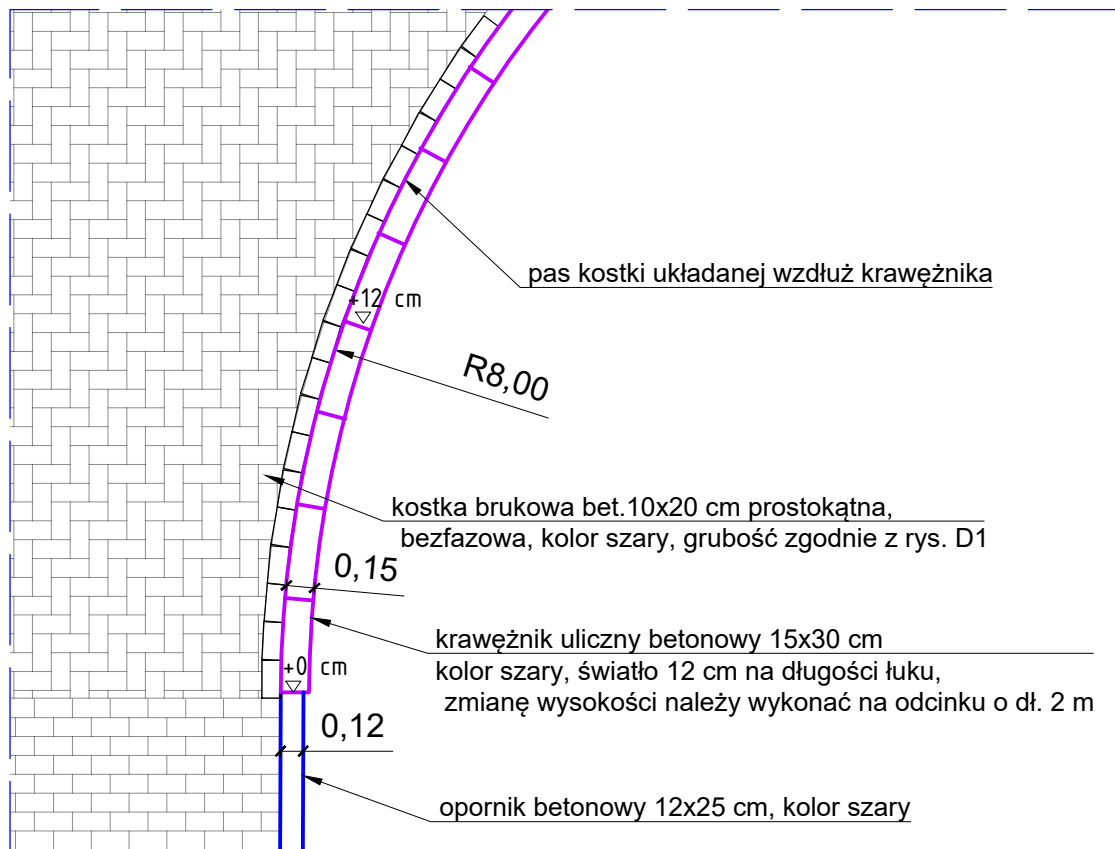 pas kostki układanej wzdłuż krawężnika
+12 cm
R8,00
kostka brukowa bet.10x20 cm prostokątna,
bezfazowa, kolor szary, grubość zgodnie z rys. D1
0,15
krawężnik uliczny betonowy 15x30 cm
+0 cm
kolor szary, światło 12 cm na długości łuku,
zmianę wysokości należy wykonać na odcinku o dł. 2 m
0,12
opornik betonowy 12x25 cm, kolor szary